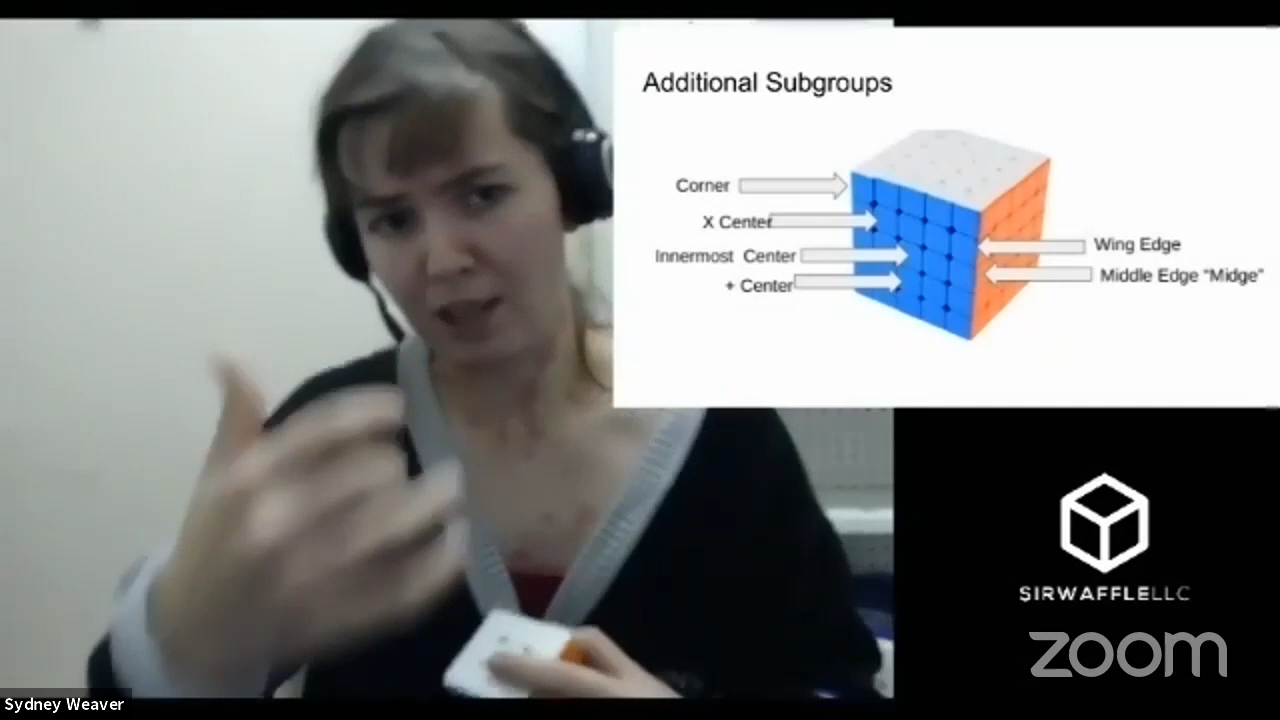 Additional Subgroups
Corner
X Center
Innermost Center
+ Center
Wing Edge
Middle Edge “Midge”
SIRWAFFLELLC
zoom
Sydney Weaver